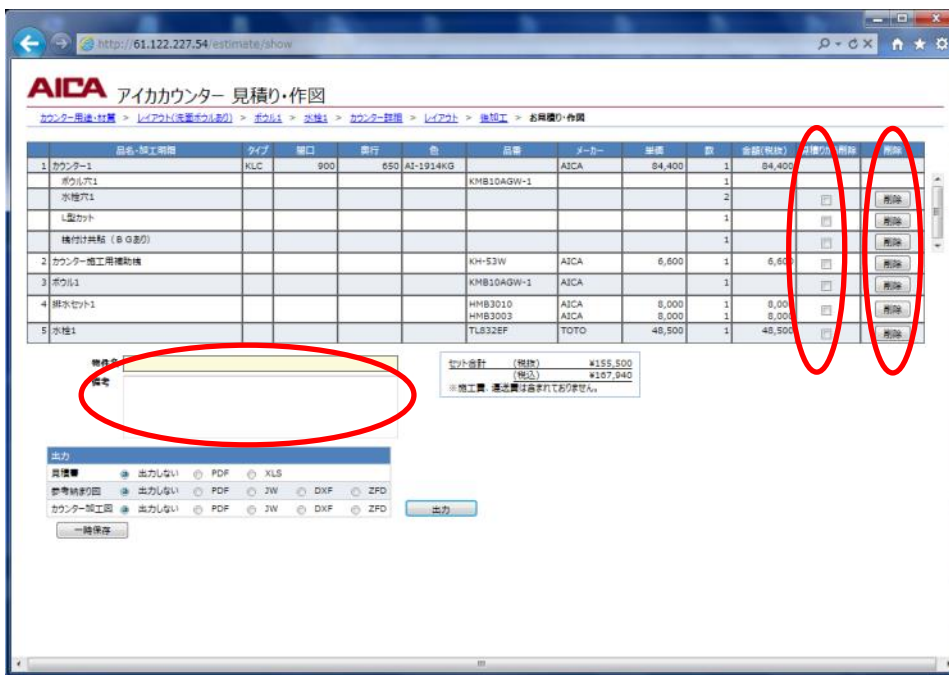 http://61.122.227.54/estimate/show
AICA アイカカウンター 見積り・作図
カウンター用途・材質 > レイアウト(洗面ボウルあり) > ボウル1 > 水栓1 > カウンター詳細 > レイアウト > 後加工 > お見積り・作図
品名・加工明細 タイプ 間口 奥行 色 品番 メーカー 単価 数 金額(税抜) 見積りから削除 削除
1 カウンター1 KLC 900 650 AI-1914KG AICA 84,400 1 84,400
ボウル穴1 KMB10AGW-1 1
水栓穴1 2 削除
L型カット 1 削除
機付け共貼 (BGあり) 1 削除
2 カウンター施工用補助桟 KH-53W AICA 6,600 1 6,600 削除
3 ボウル1 KMB10AGW-1 AICA 1 削除
4 排水セット1 HMB3010 AICA 8,000 1 8,000 削除
HMB3003 AICA 8,000 1 8,000
5 水栓1 TL832EF TOTO 48,500 1 48,500 削除
物件名
備考
セット合計 (税抜) ¥155,500
(税込) ¥167,940
※施工費、運送費は含まれておりません。
出力
見積書 出力しない PDF XLS
参考納まり図 出力しない PDF JW DXF ZFD
カウンター加工図 出力しない PDF JW DXF ZFD 出力
一時保存